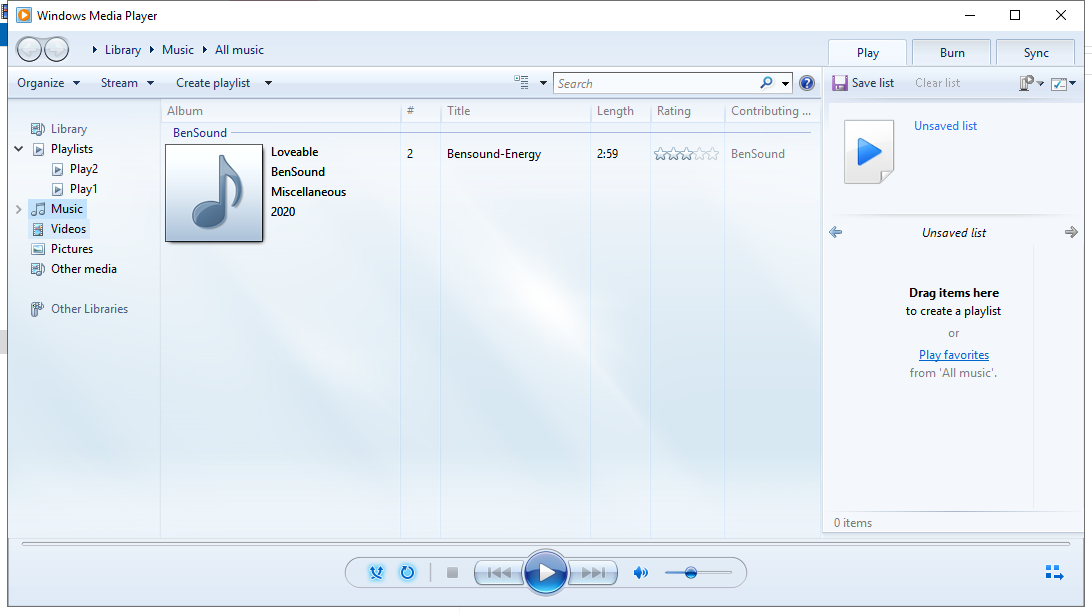 Windows Media Player
Library Music All music
Play Burn Sync
Organize Stream Create playlist Search Save list Clear list
Album # Title Length Rating Contributing ...
Library
Playlists
Play2
Play1
Music
Videos
Pictures
Other media
Other Libraries
BenSound
Loveable 2 Bensound-Energy 2:59 BenSound
BenSound
Miscellaneous
2020
Unsaved list
Unsaved list
Drag items here
to create a playlist
or
Play favorites
from 'All music'.
0 items